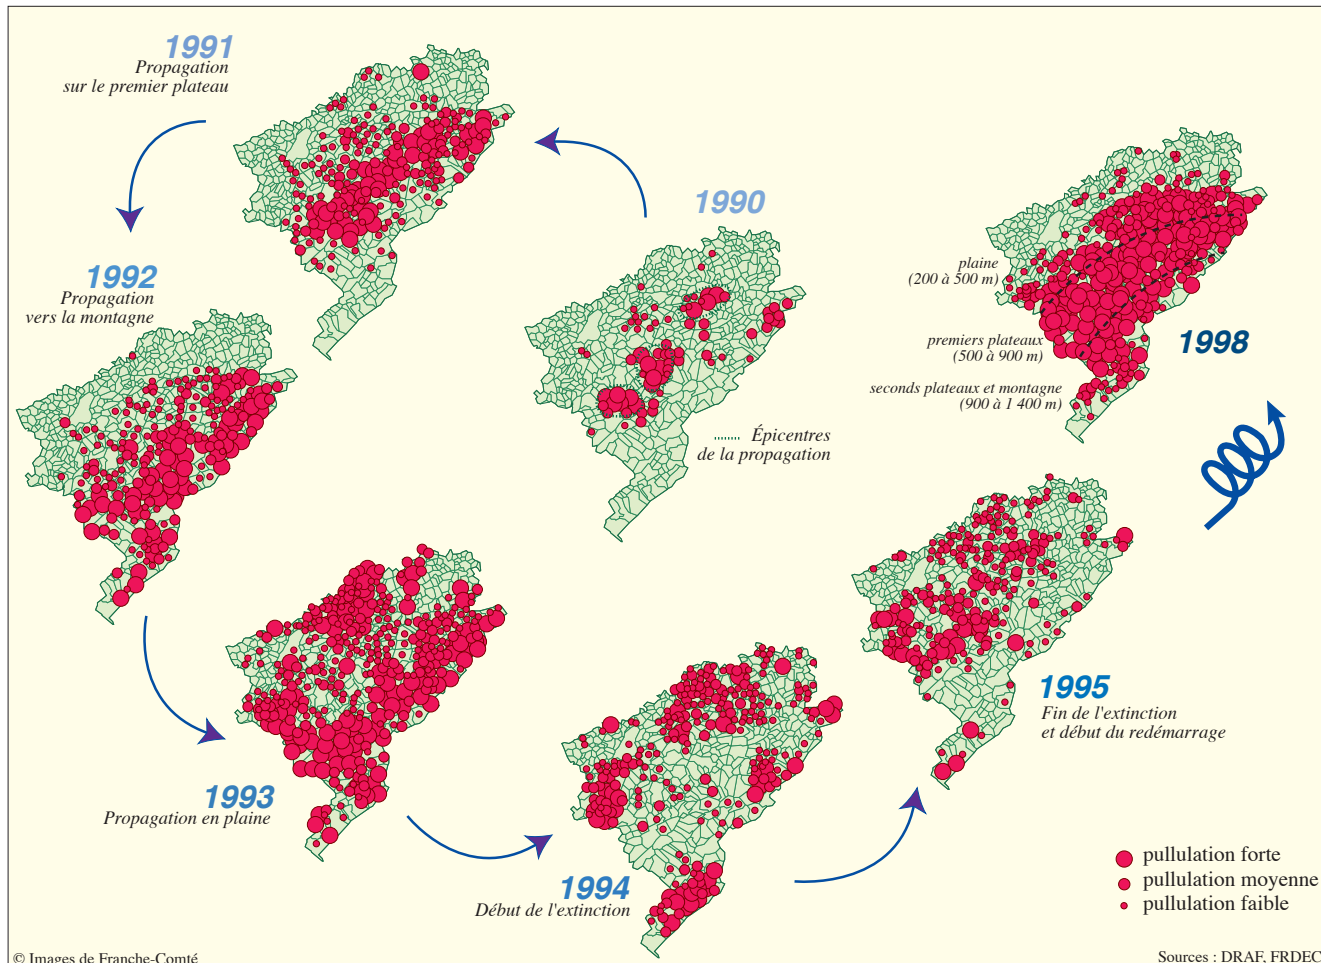 1991
Propagation
sur le premier plateau
1990
1992
Propagation
vers la montagne
plaine
(200 à 500 m)
premiers plateaux
(500 à 900 m)
1998
seconds plateaux et montagne
(900 à 1 400 m)
Épicentres
de la propagation
1995
Fin de l'extinction
et début du redémarrage
1993
Propagation en plaine
1994
Début de l'extinction
pullulation forte
pullulation moyenne
pullulation faible
© Images de Franche-Comté
Sources : DRAF, FRDEC